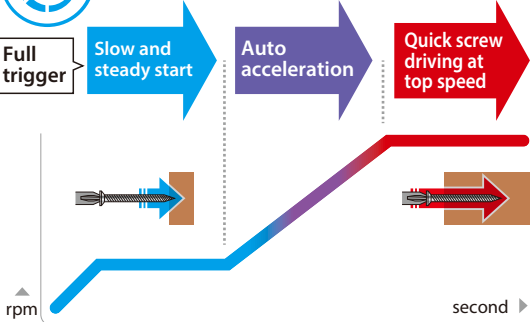 Full
trigger
Slow and
steady start
Auto
acceleration
Quick screw
driving at
top speed
rpm
second